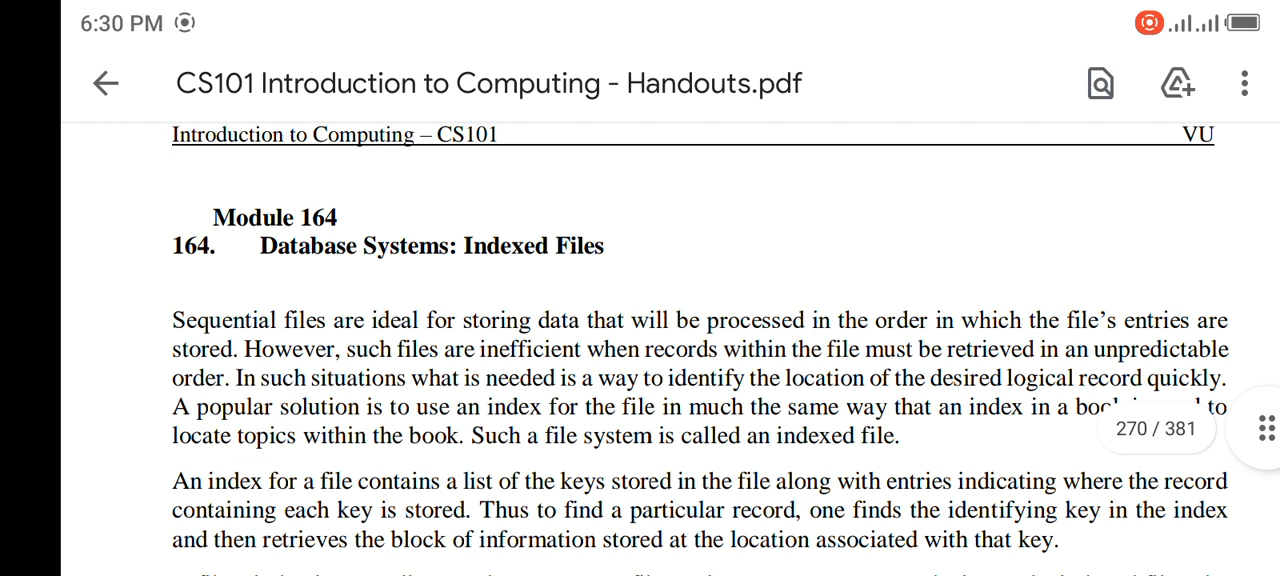 6:30 PM
CS101 Introduction to Computing - Handouts.pdf
Introduction to Computing – CS101 VU
Module 164
164. Database Systems: Indexed Files
Sequential files are ideal for storing data that will be processed in the order in which the file's entries are
stored. However, such files are inefficient when records within the file must be retrieved in an unpredictable
order. In such situations what is needed is a way to identify the location of the desired logical record quickly.
A popular solution is to use an index for the file in much the same way that an index in a to
locate topics within the book. Such a file system is called an indexed file.
270 / 381
An index for a file contains a list of the keys stored in the file along with entries indicating where the record
containing each key is stored. Thus to find a particular record, one finds the identifying key in the index
and then retrieves the block of information stored at the location associated with that key.